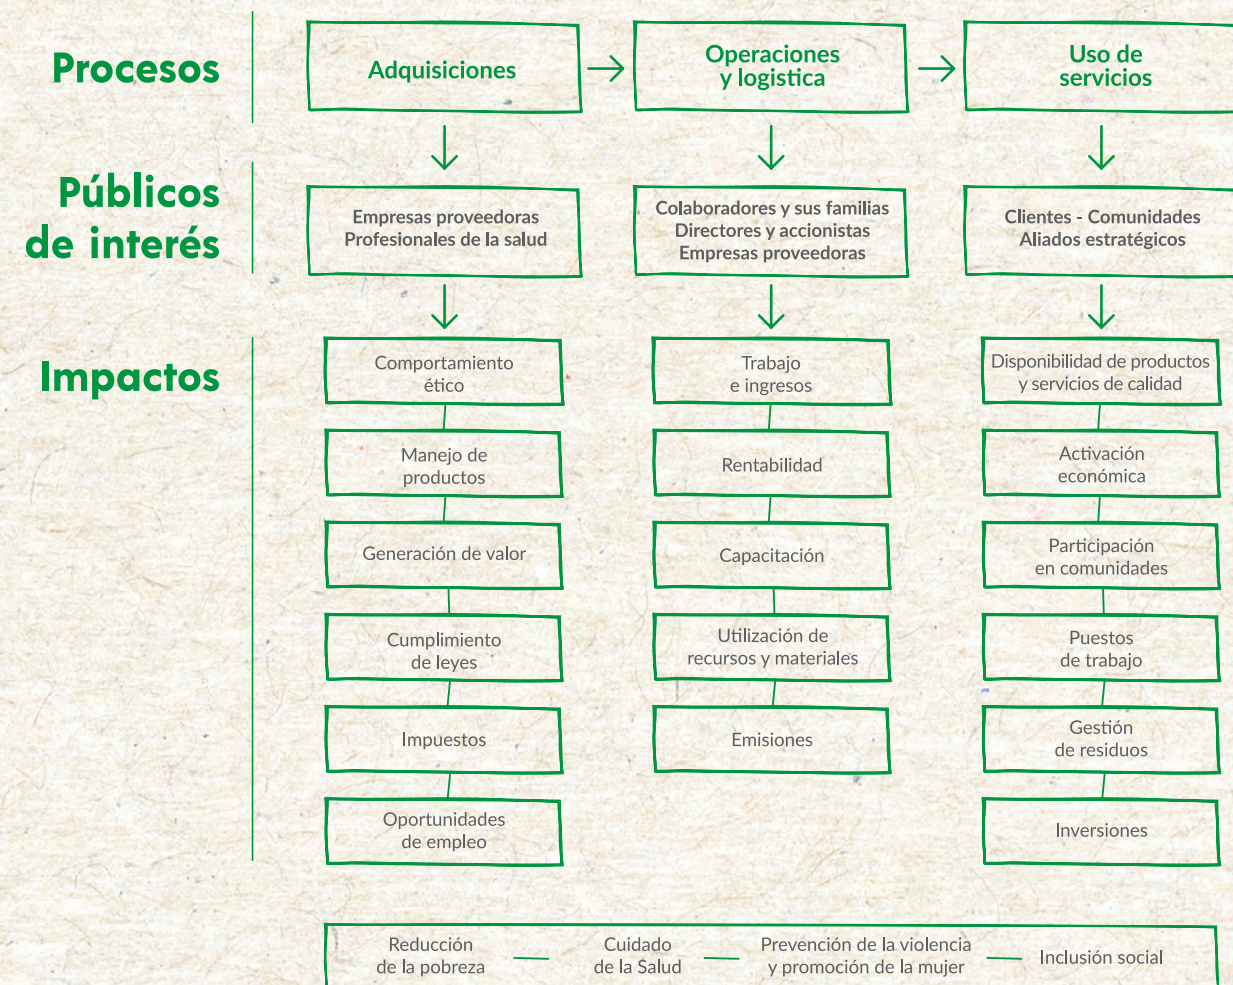 Procesos
Adquisiciones
Operaciones
y logistica
Uso de
servicios
Públicos
de interés
Empresas proveedoras
Profesionales de la salud
Colaboradores y sus familias
Directores y accionistas
Empresas proveedoras
Clientes - Comunidades
Aliados estratégicos
Impactos
Comportamiento
ético
Manejo de
productos
Generación de valor
Cumplimiento
de leyes
Impuestos
Oportunidades
de empleo
Trabajo
e ingresos
Rentabilidad
Capacitación
Utilización de
recursos y materiales
Emisiones
Disponibilidad de productos
y servicios de calidad
Activación
económica
Participación
en comunidades
Puestos
de trabajo
Gestión
de residuos
Inversiones
Reducción
de la pobreza
Cuidado
de la Salud
Prevención de la violencia
y promoción de la mujer
Inclusión social